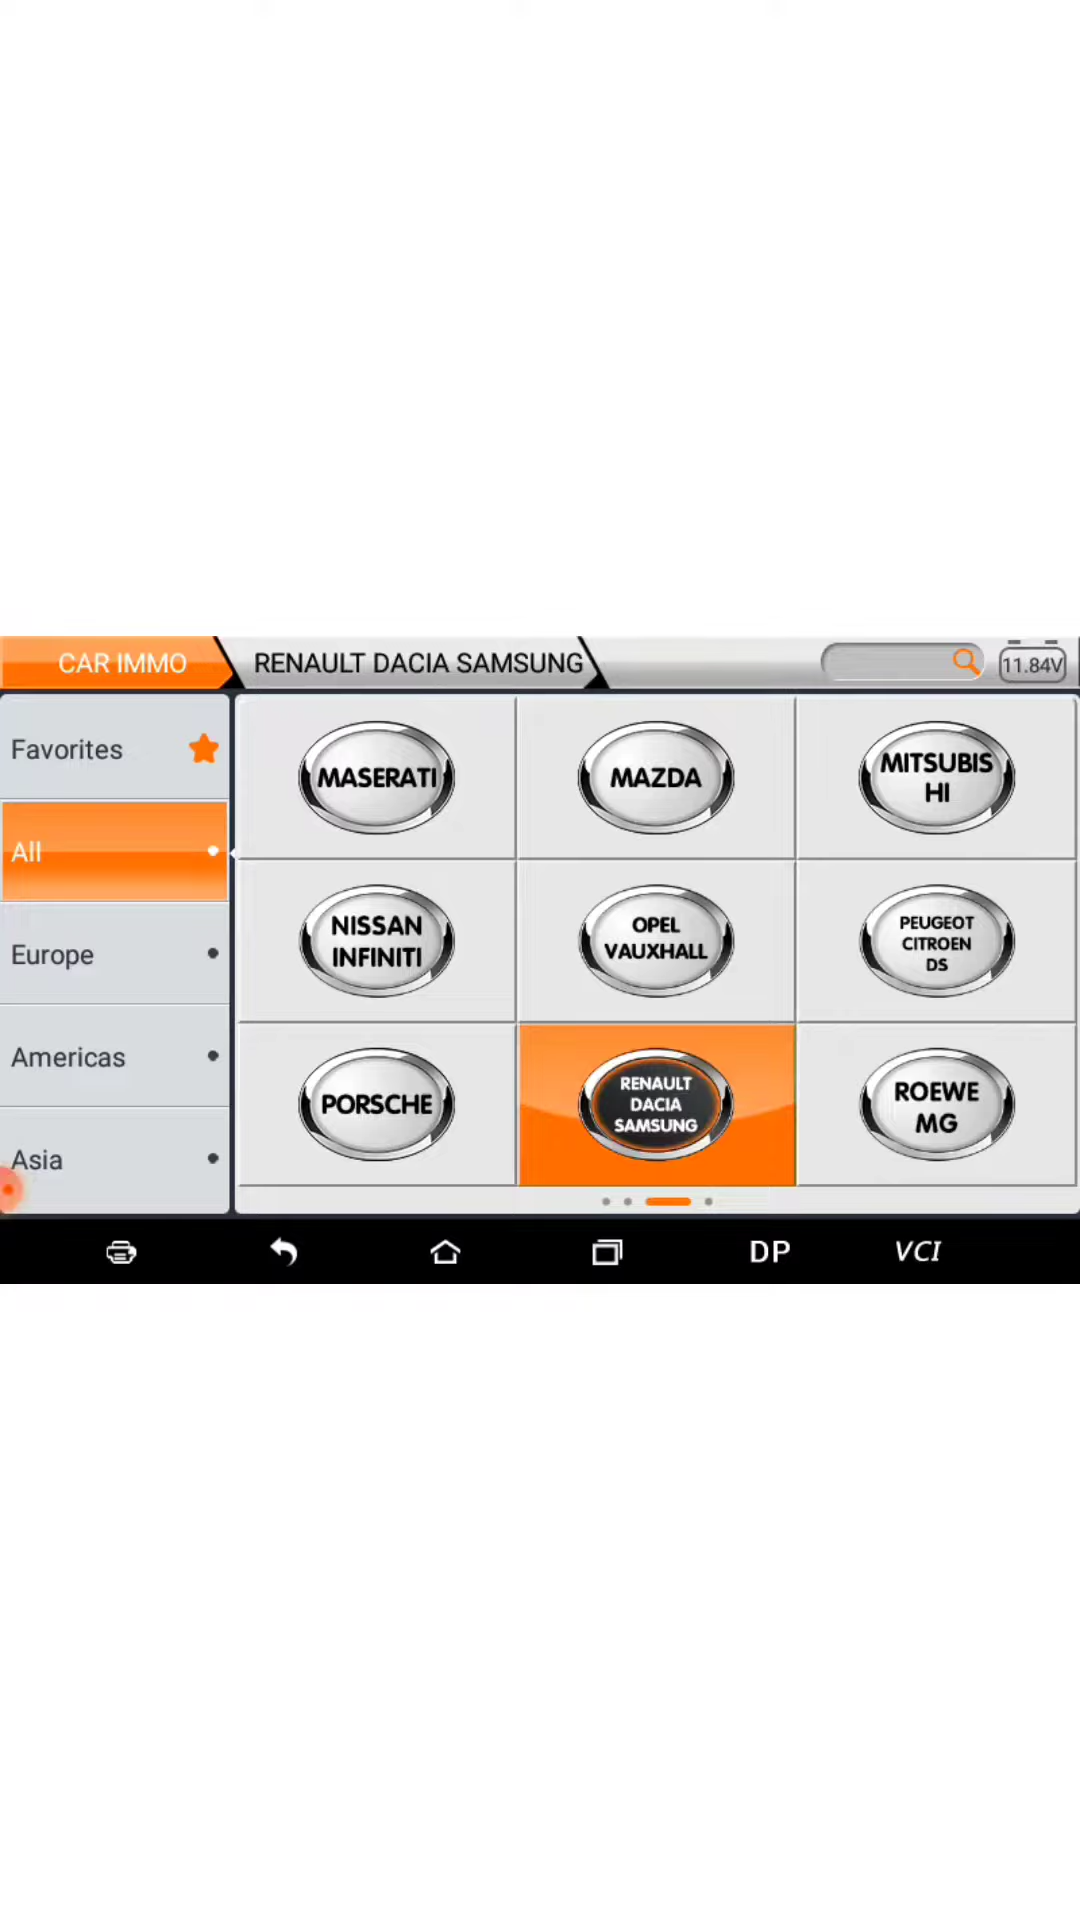 CAR IMMO
RENAULT DACIA SAMSUNG
11.84V
Favorites
All
Europe
Americas
Asia
MASERATI
MAZDA
MITSUBIS
HI
NISSAN
INFINITI
OPEL
VAUXHALL
PEUGEOT
CITROEN
DS
PORSCHE
RENAULT
DACIA
SAMSUNG
ROEWE
MG
DP
VCI